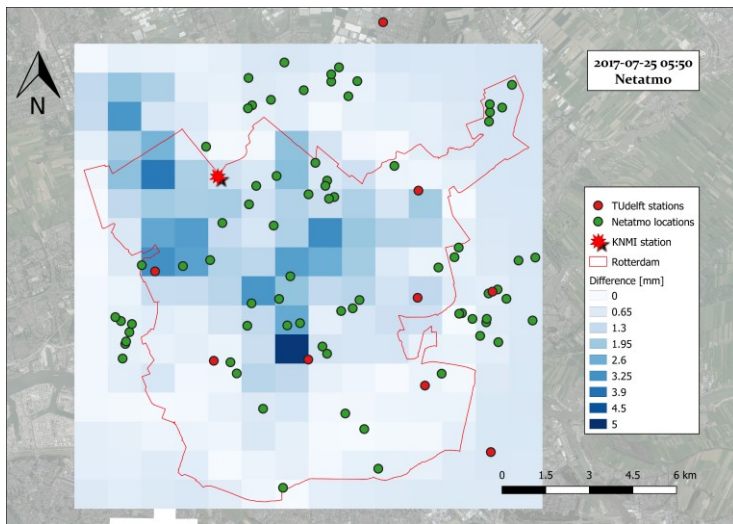 2017-07-25 05:50
Netatmo
N
TUdelft stations
Netatmo locations
KNMI station
Rotterdam
Difference [mm]
0
0.65
1.3
1.95
2.6
3.25
3.9
4.5
5
0 1.5 3 4.5 6 km